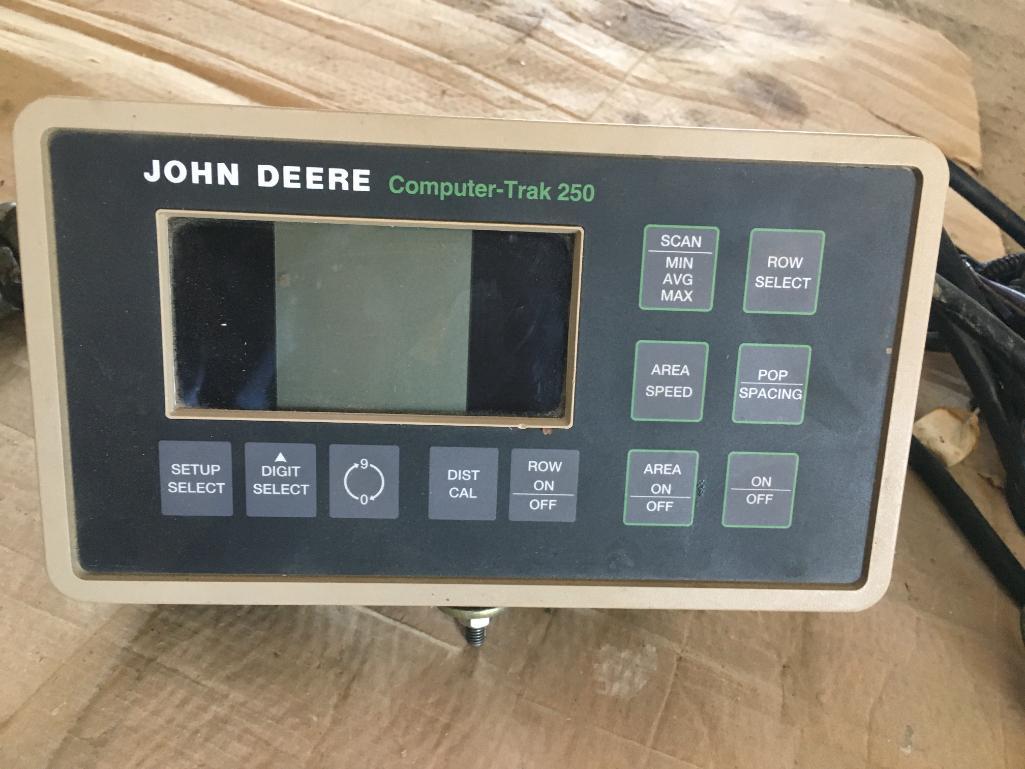 JOHN DEERE Computer-Trak 250
SCAN
MIN
AVG
MAX
ROW
SELECT
AREA
SPEED
POP
SPACING
SETUP
SELECT
DIGIT
SELECT
9
0
DIST
CAL
ROW
ON
OFF
AREA
ON
OFF
ON
OFF